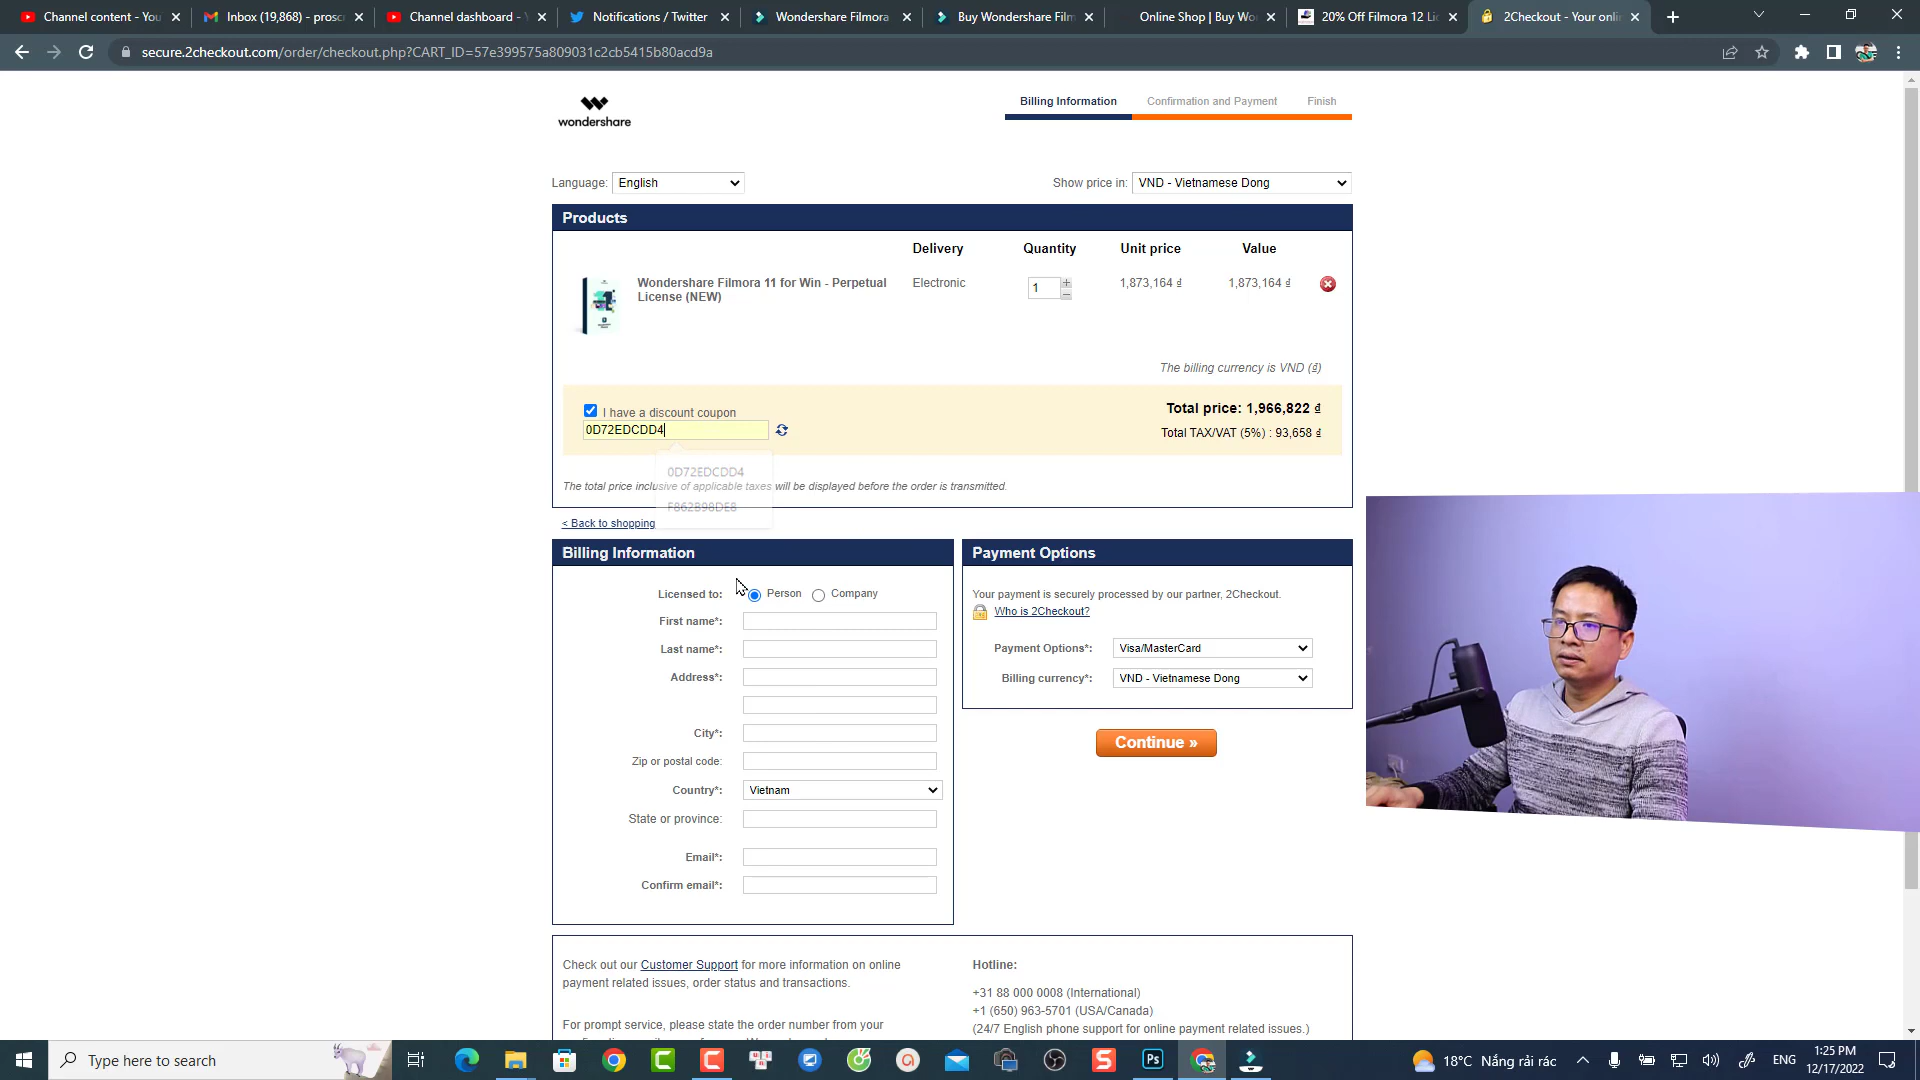 Channel content - You
Inbox (19,868) - proscr
Channel dashboard - Y
Notifications / Twitter
Wondershare Filmora
Buy Wondershare Film
Online Shop | Buy Wo
20% Off Filmora 12 Lic
2Checkout - Your onli
secure.2checkout.com/order/checkout.php?CART_ID=57e399575a809031c2cb5415b80acd9a
wondershare
Billing Information
Confirmation and Payment
Finish
Language: English
Show price in: VND - Vietnamese Dong
Products
Delivery Quantity Unit price Value
Wondershare Filmora 11 for Win - Perpetual License (NEW)
Electronic 1 1,873,164 ₫ 1,873,164 ₫
The billing currency is VND (₫)
I have a discount coupon
Total price: 1,966,822 ₫
0D72EDCDD4
Total TAX/VAT (5%) : 93,658 ₫
0D72EDCDD4
The total price inclusive of applicable taxes will be displayed before the order is transmitted.
F862B98DE8
< Back to shopping
Billing Information
Licensed to: Person Company
First name*:
Last name*:
Address*:
City*:
Zip or postal code:
Country*: Vietnam
State or province:
Email*:
Confirm email*:
Payment Options
Your payment is securely processed by our partner, 2Checkout.
Who is 2Checkout?
Payment Options*: Visa/MasterCard
Billing currency*: VND - Vietnamese Dong
Continue »
Check out our Customer Support for more information on online
payment related issues, order status and transactions.
For prompt service, please state the order number from your
Hotline:
+31 88 000 0008 (International)
+1 (650) 963-5701 (USA/Canada)
(24/7 English phone support for online payment related issues.)
Type here to search
Ps
18°C Nắng rải rác
ENG
1:25 PM
12/17/2022